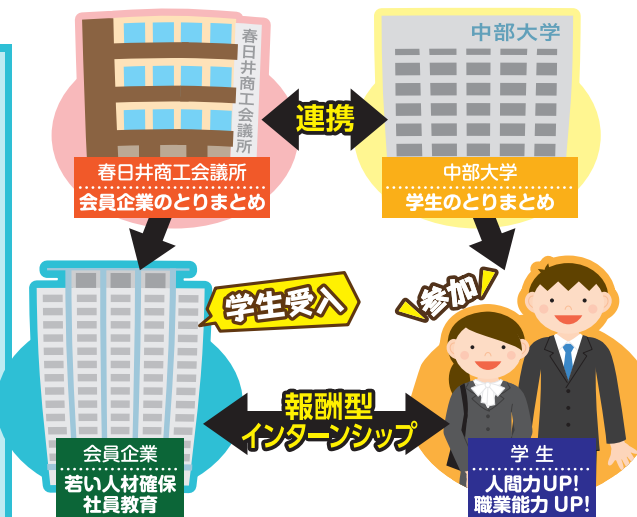 春日井商工会議所
中部大学
連携
春日井商工会議所
会員企業のとりまとめ
中部大学
学生のとりまとめ
学生受入
参加
報酬型
インターンシップ
会員企業
若い人材確保
社員教育
学生
人間力UP!
職業能力UP!